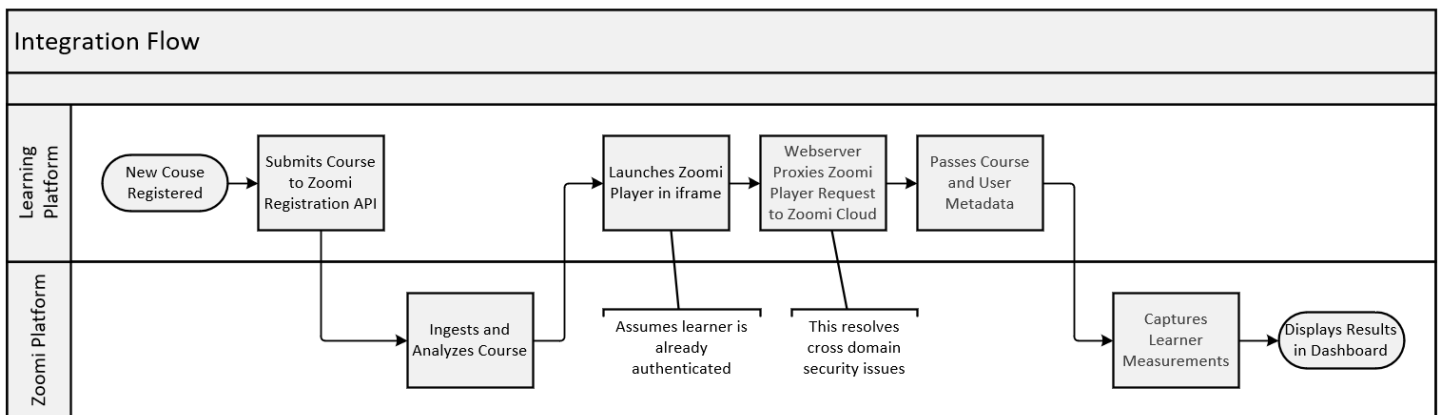 Integration Flow
Learning
Platform
New Couse
Registered
Submits Course
to Zoomi
Registration API
Launches Zoomi
Player in iframe
Webserver
Proxies Zoomi
Player Request
to Zoomi Cloud
Passes Course
and User
Metadata
Zoomi Platform
Ingests and
Analyzes Course
Assumes learner is
already
authenticated
This resolves
cross domain
security issues
Captures
Learner
Measurements
Displays Results
in Dashboard